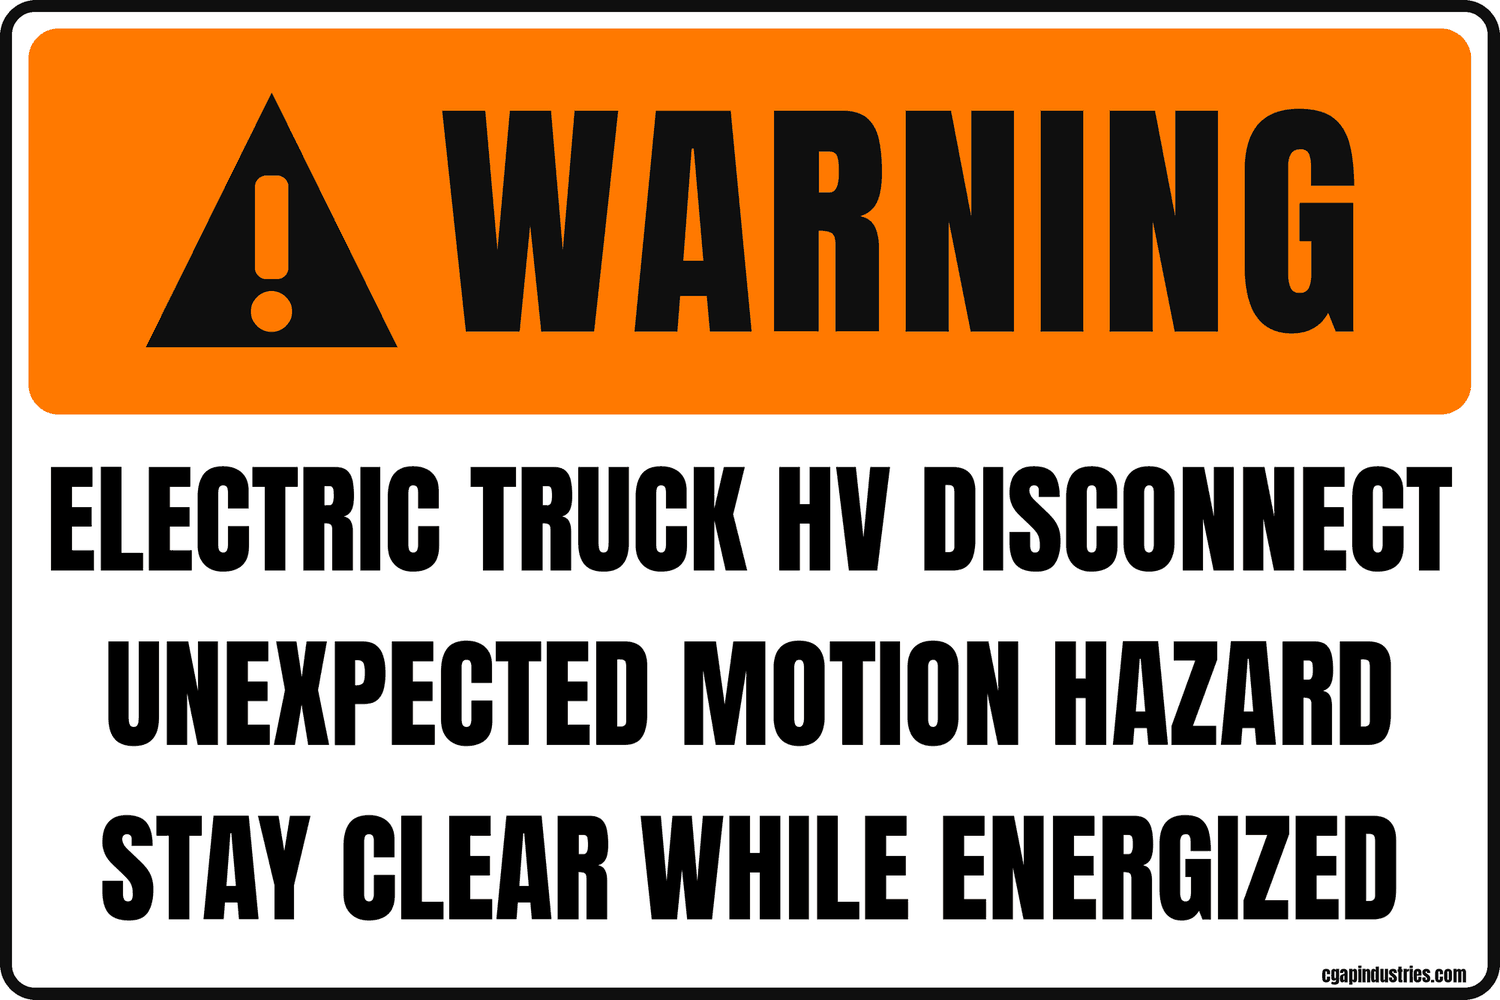 WARNING
ELECTRIC TRUCK HV DISCONNECT
UNEXPECTED MOTION HAZARD
STAY CLEAR WHILE ENERGIZED
cgapindustries.com